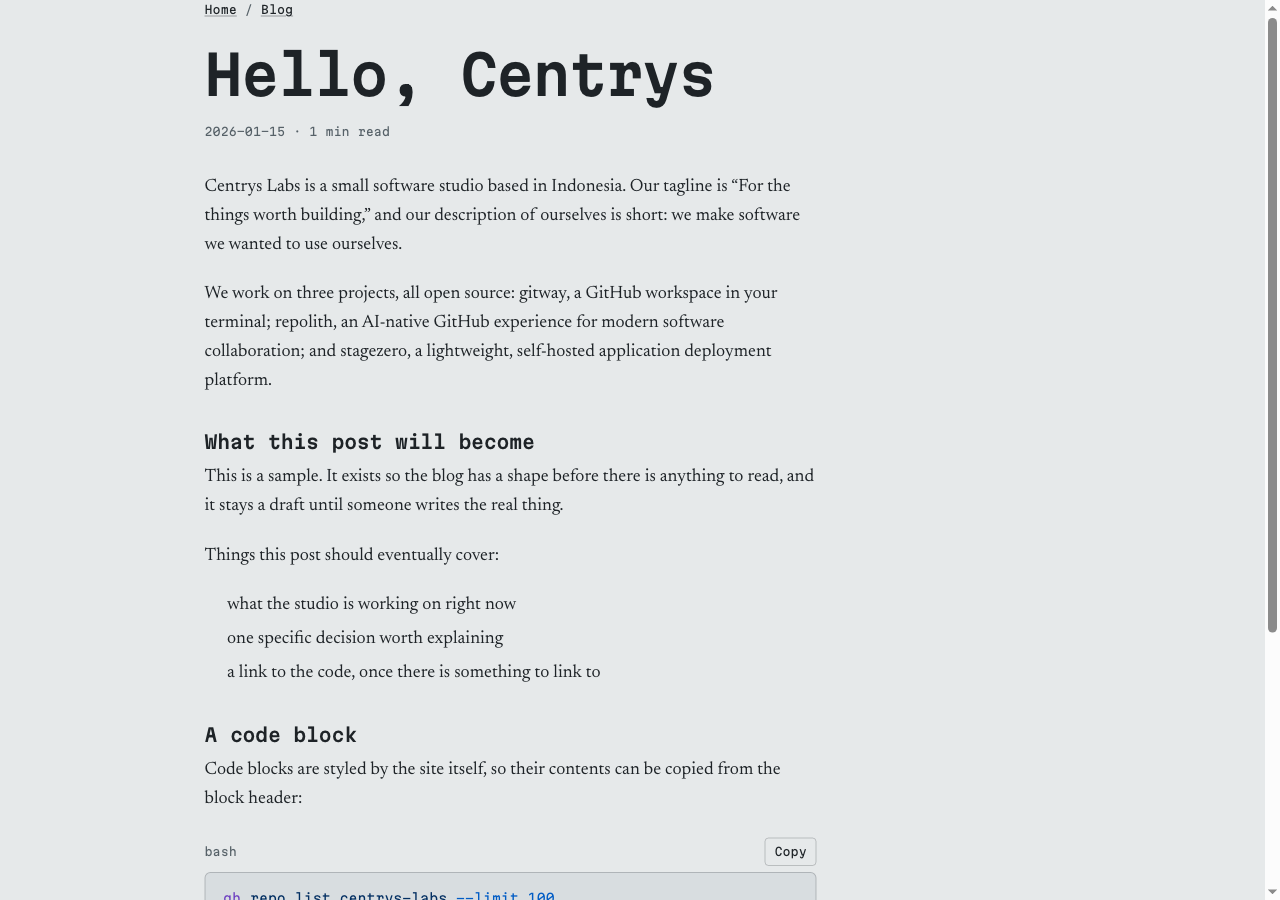 Home / Blog
Hello, Centrys
2026-01-15 · 1 min read
Centrys Labs is a small software studio based in Indonesia. Our tagline is “For the
things worth building,” and our description of ourselves is short: we make software
we wanted to use ourselves.
We work on three projects, all open source: gitway, a GitHub workspace in your
terminal; repolith, an AI-native GitHub experience for modern software
collaboration; and stagezero, a lightweight, self-hosted application deployment
platform.
What this post will become
This is a sample. It exists so the blog has a shape before there is anything to read, and
it stays a draft until someone writes the real thing.
Things this post should eventually cover:
what the studio is working on right now
one specific decision worth explaining
a link to the code, once there is something to link to
A code block
Code blocks are styled by the site itself, so their contents can be copied from the
block header:
bash Copy
gh repo list centrys-labs --limit 100